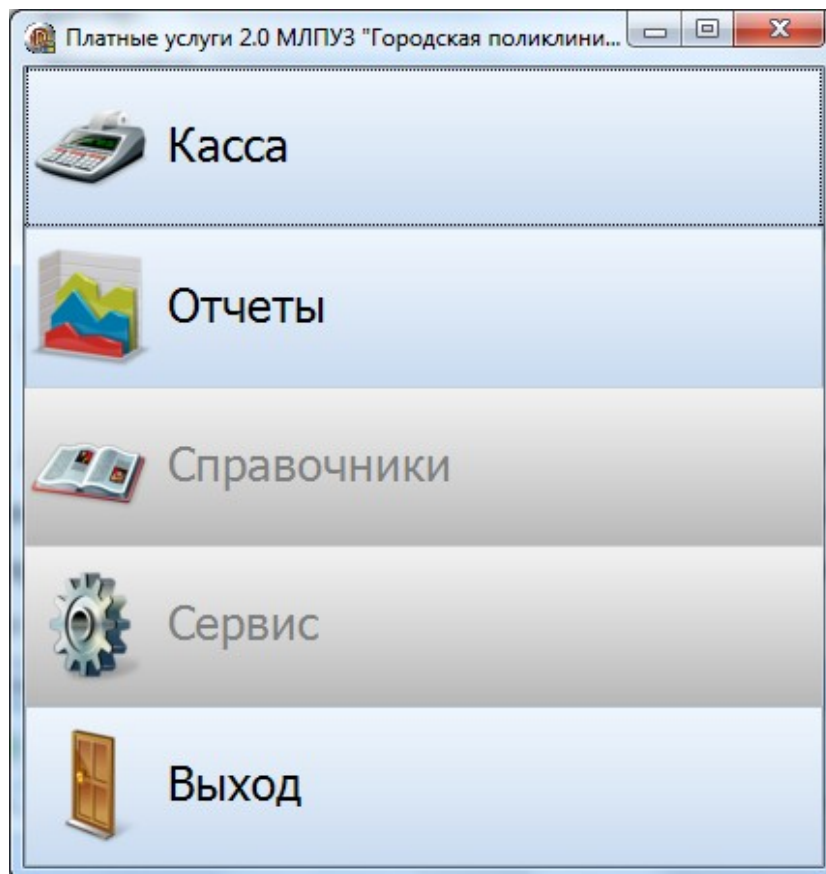 Платные услуги 2.0 МЛПУЗ "Городская поликлини...
Касса
Отчеты
Справочники
Сервис
Выход